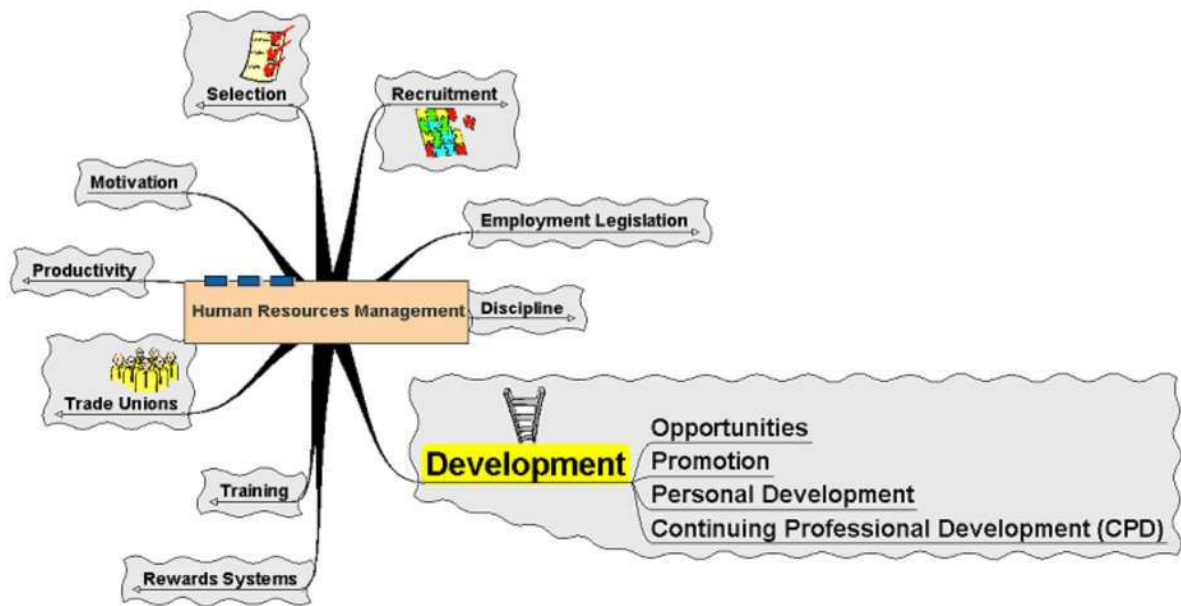 Selection
Recruitment
Motivation
Employment Legislation
Productivity
Human Resources Management
Discipline
Trade Unions
Development
Opportunities
Promotion
Personal Development
Continuing Professional Development (CPD)
Training
Rewards Systems